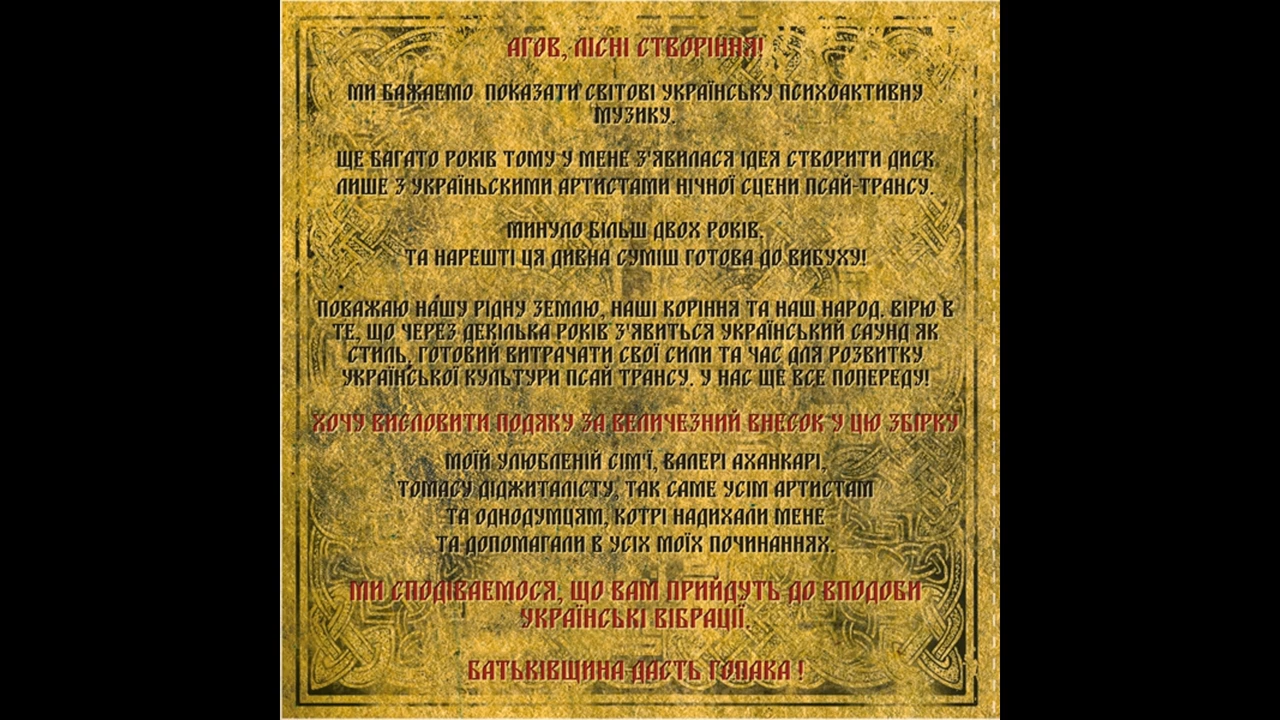 АГОВ, ЛІСНІ СТВОРІННЯ!
МИ БАЖАЄМО ПОКАЗАТИ СВІТОВІ УКРАЇНСЬКУ ПСИХОАКТИВНУ
МУЗИКУ.
ЩЕ БАГАТО РОКІВ ТОМУ У МЕНЕ З'ЯВИЛАСЯ ІДЕЯ СТВОРИТИ ДИСК
ЛИШЕ З УКРАЇНЬСКИМИ АРТИСТАМИ НІЧНОЇ СЦЕНИ ПСАЙ-ТРАНСУ.
МИНУЛО БІЛЬШ ДВОХ РОКІВ,
ТА НАРЕШТІ ЦЯ ДИВНА СУМІШ ГОТОВА ДО ВИБУХУ!
ПОВАЖАЮ НАШУ РІДНУ ЗЕМЛЮ, НАШІ КОРІННЯ ТА НАШ НАРОД. ВІРЮ В
ТЕ, ЩО ЧЕРЕЗ ДЕКІЛЬКА РОКІВ З'ЯВИТЬСЯ УКРАЇНСЬКИЙ САУНД ЯК
СТИЛЬ, ГОТОВИЙ ВИТРАЧАТИ СВОЇ СИЛИ ТА ЧАС ДЛЯ РОЗВИТКУ
УКРАЇНСЬКОЇ КУЛЬТУРИ ПСАЙ ТРАНСУ. У НАС ЩЕ ВСЕ ПОПЕРЕДУ!
ХОЧУ ВИСЛОВИТИ ПОДЯКУ ЗА ВЕЛИЧЕЗНИЙ ВНЕСОК У ЦЮ ЗБІРКУ
МОЇЙ УЛЮБЛЕНІЙ СІМ'Ї, ВАЛЕРІ АХАНКАРІ,
ТОМАСУ ДІДЖИТАЛІСТУ, ТАК САМЕ УСІМ АРТИСТАМ
ТА ОДНОДУМЦЯМ, КОТРІ НАДИХАЛИ МЕНЕ
ТА ДОПОМАГАЛИ В УСІХ МОЇХ ПОЧИНАННЯХ.
МИ СПОДІВАЄМОСЯ, ЩО ВАМ ПРИЙДУТЬ ДО ВПОДОБИ
УКРАЇНСЬКІ ВІБРАЦІЇ.
БАТЬКІВЩИНА ДАСТЬ ГОПАКА !